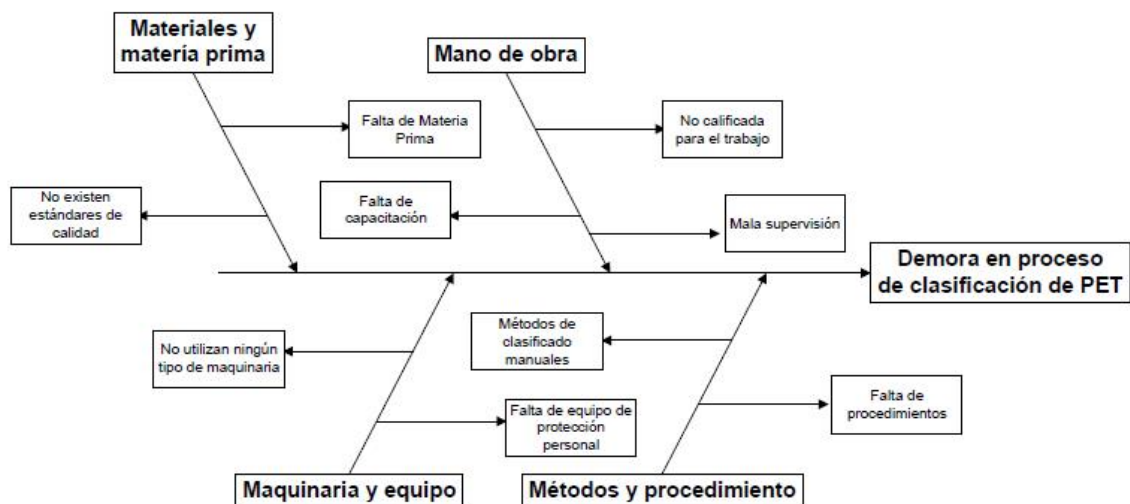 Materiales y
matería prima
Mano de obra
Falta de Materia
Prima
No calificada
para el trabajo
No existen
estándares de
calidad
Falta de
capacitación
Mala supervisión
Demora en proceso
de clasificación de PET
No utilizan ningún
tipo de maquinaria
Métodos de
clasificado
manuales
Falta de equipo de
protección
personal
Falta de
procedimientos
Maquinaria y equipo
Métodos y procedimiento